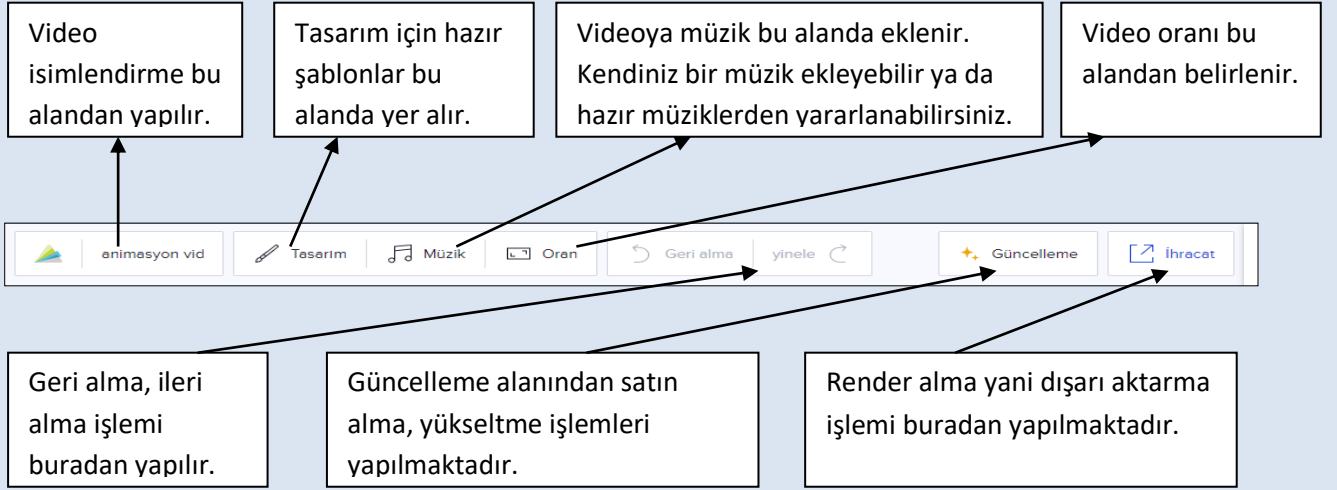 Video
isimlendirme bu
alandan yapılır.
Tasarım için hazır
şablonlar bu
alanda yer alır.
Videoya müzik bu alanda eklenir.
Kendiniz bir müzik ekleyebilir ya da
hazır müziklerden yararlanabilirsiniz.
Video oranı bu
alandan belirlenir.
animasyon vid Tasarım Müzik Oran Geri alma yinele Güncelleme İhracat
Geri alma, ileri
alma işlemi
buradan yapılır.
Güncelleme alanından satın
alma, yükseltme işlemleri
yapılmaktadır.
Render alma yani dışarı aktarma
işlemi buradan yapılmaktadır.